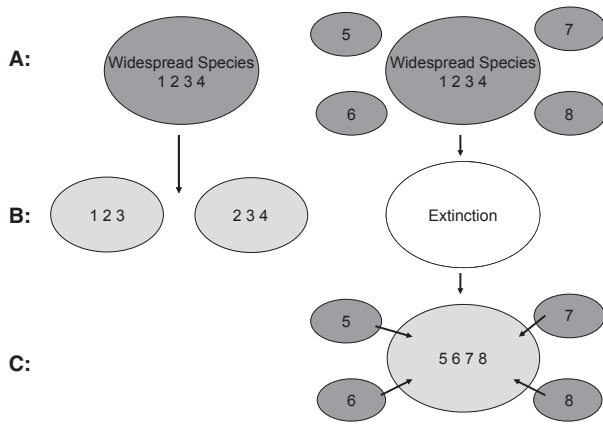 A:
Widespread Species
1 2 3 4
5
7
Widespread Species
1 2 3 4
6
8
B:
1 2 3
2 3 4
Extinction
C:
5
7
5 6 7 8
6
8